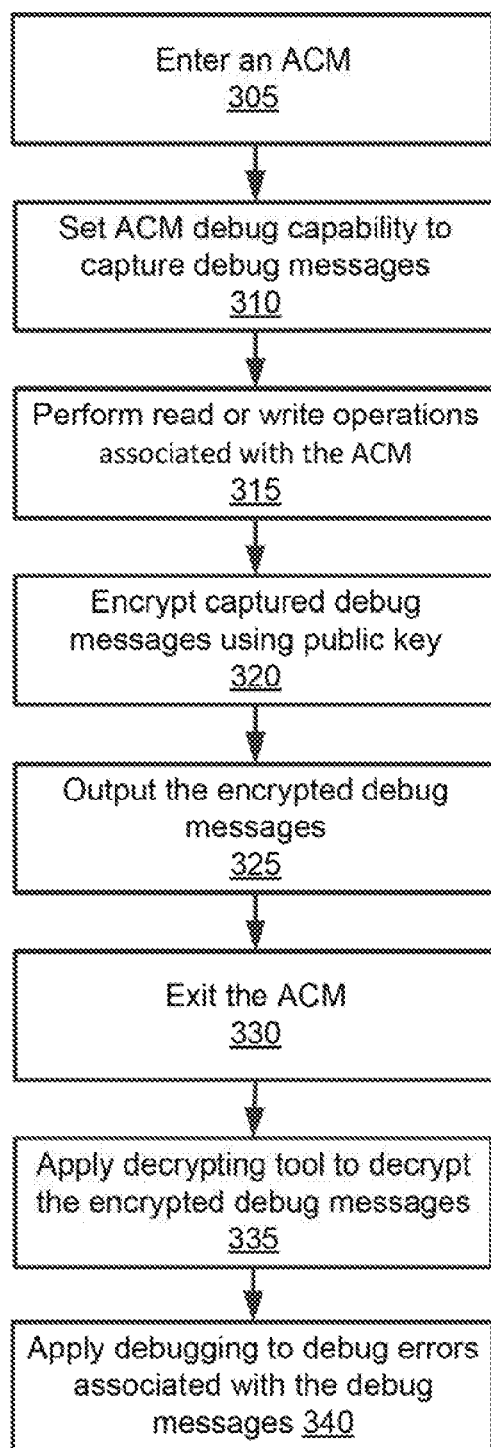 Enter an ACM
305
Set ACM debug capability to
capture debug messages
310
Perform read or write operations
associated with the ACM
315
Encrypt captured debug
messages using public key
320
Output the encrypted debug
messages
325
Exit the ACM
330
Apply decrypting tool to decrypt
the encrypted debug messages
335
Apply debugging to debug errors
associated with the debug
messages 340